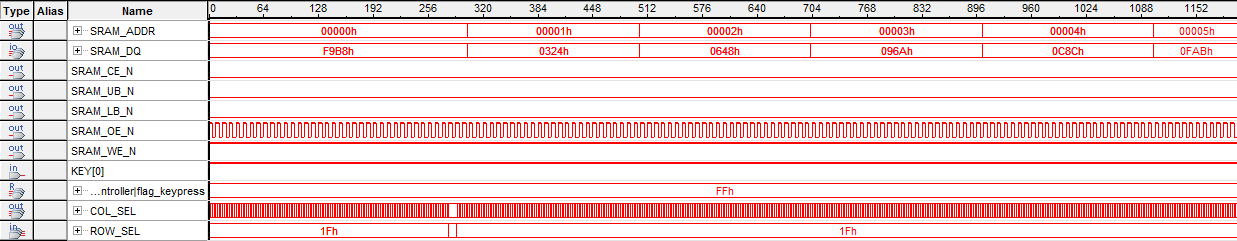 Type Alias Name 0 64 128 192 256 320 384 448 512 576 640 704 768 832 896 960 1024 1088 1152
out SRAM_ADDR 00000h 00001h 00002h 00003h 00004h 00005h
io SRAM_DQ F9B8h 0324h 0648h 096Ah 0C8Ch 0FABh
out SRAM_CE_N
out SRAM_UB_N
out SRAM_LB_N
out SRAM_OE_N
out SRAM_WE_N
in KEY[0]
R ...ntroller|flag_keypress FFh
out COL_SEL
in ROW_SEL 1Fh 1Fh